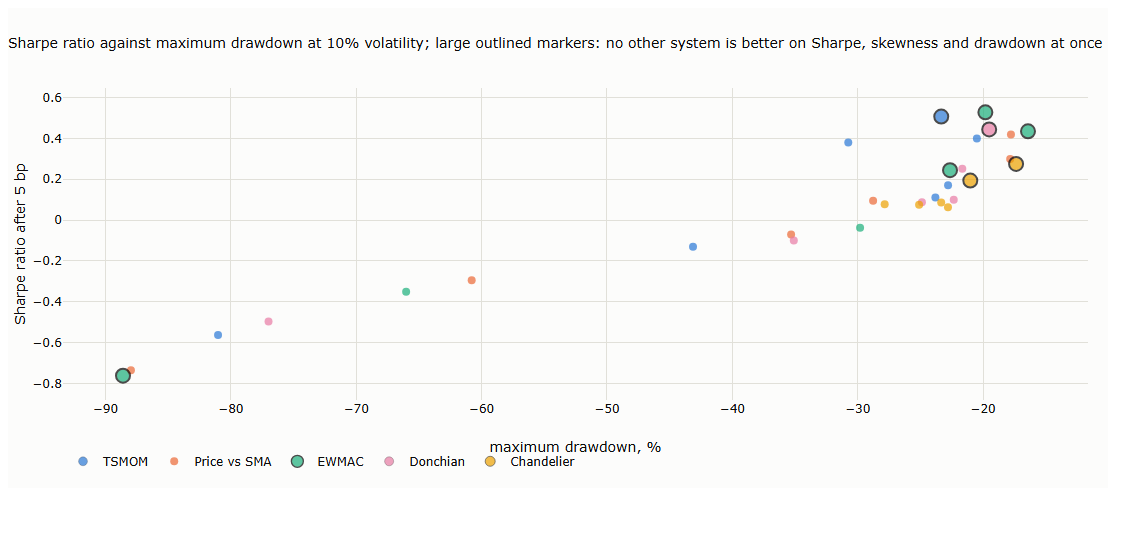 Sharpe ratio against maximum drawdown at 10% volatility; large outlined markers: no other system is better on Sharpe, skewness and drawdown at once
Sharpe ratio after 5 bp
0.6
0.4
0.2
0
−0.2
−0.4
−0.6
−0.8
−90 −80 −70 −60 −50 −40 −30 −20
maximum drawdown, %
TSMOM Price vs SMA EWMAC Donchian Chandelier